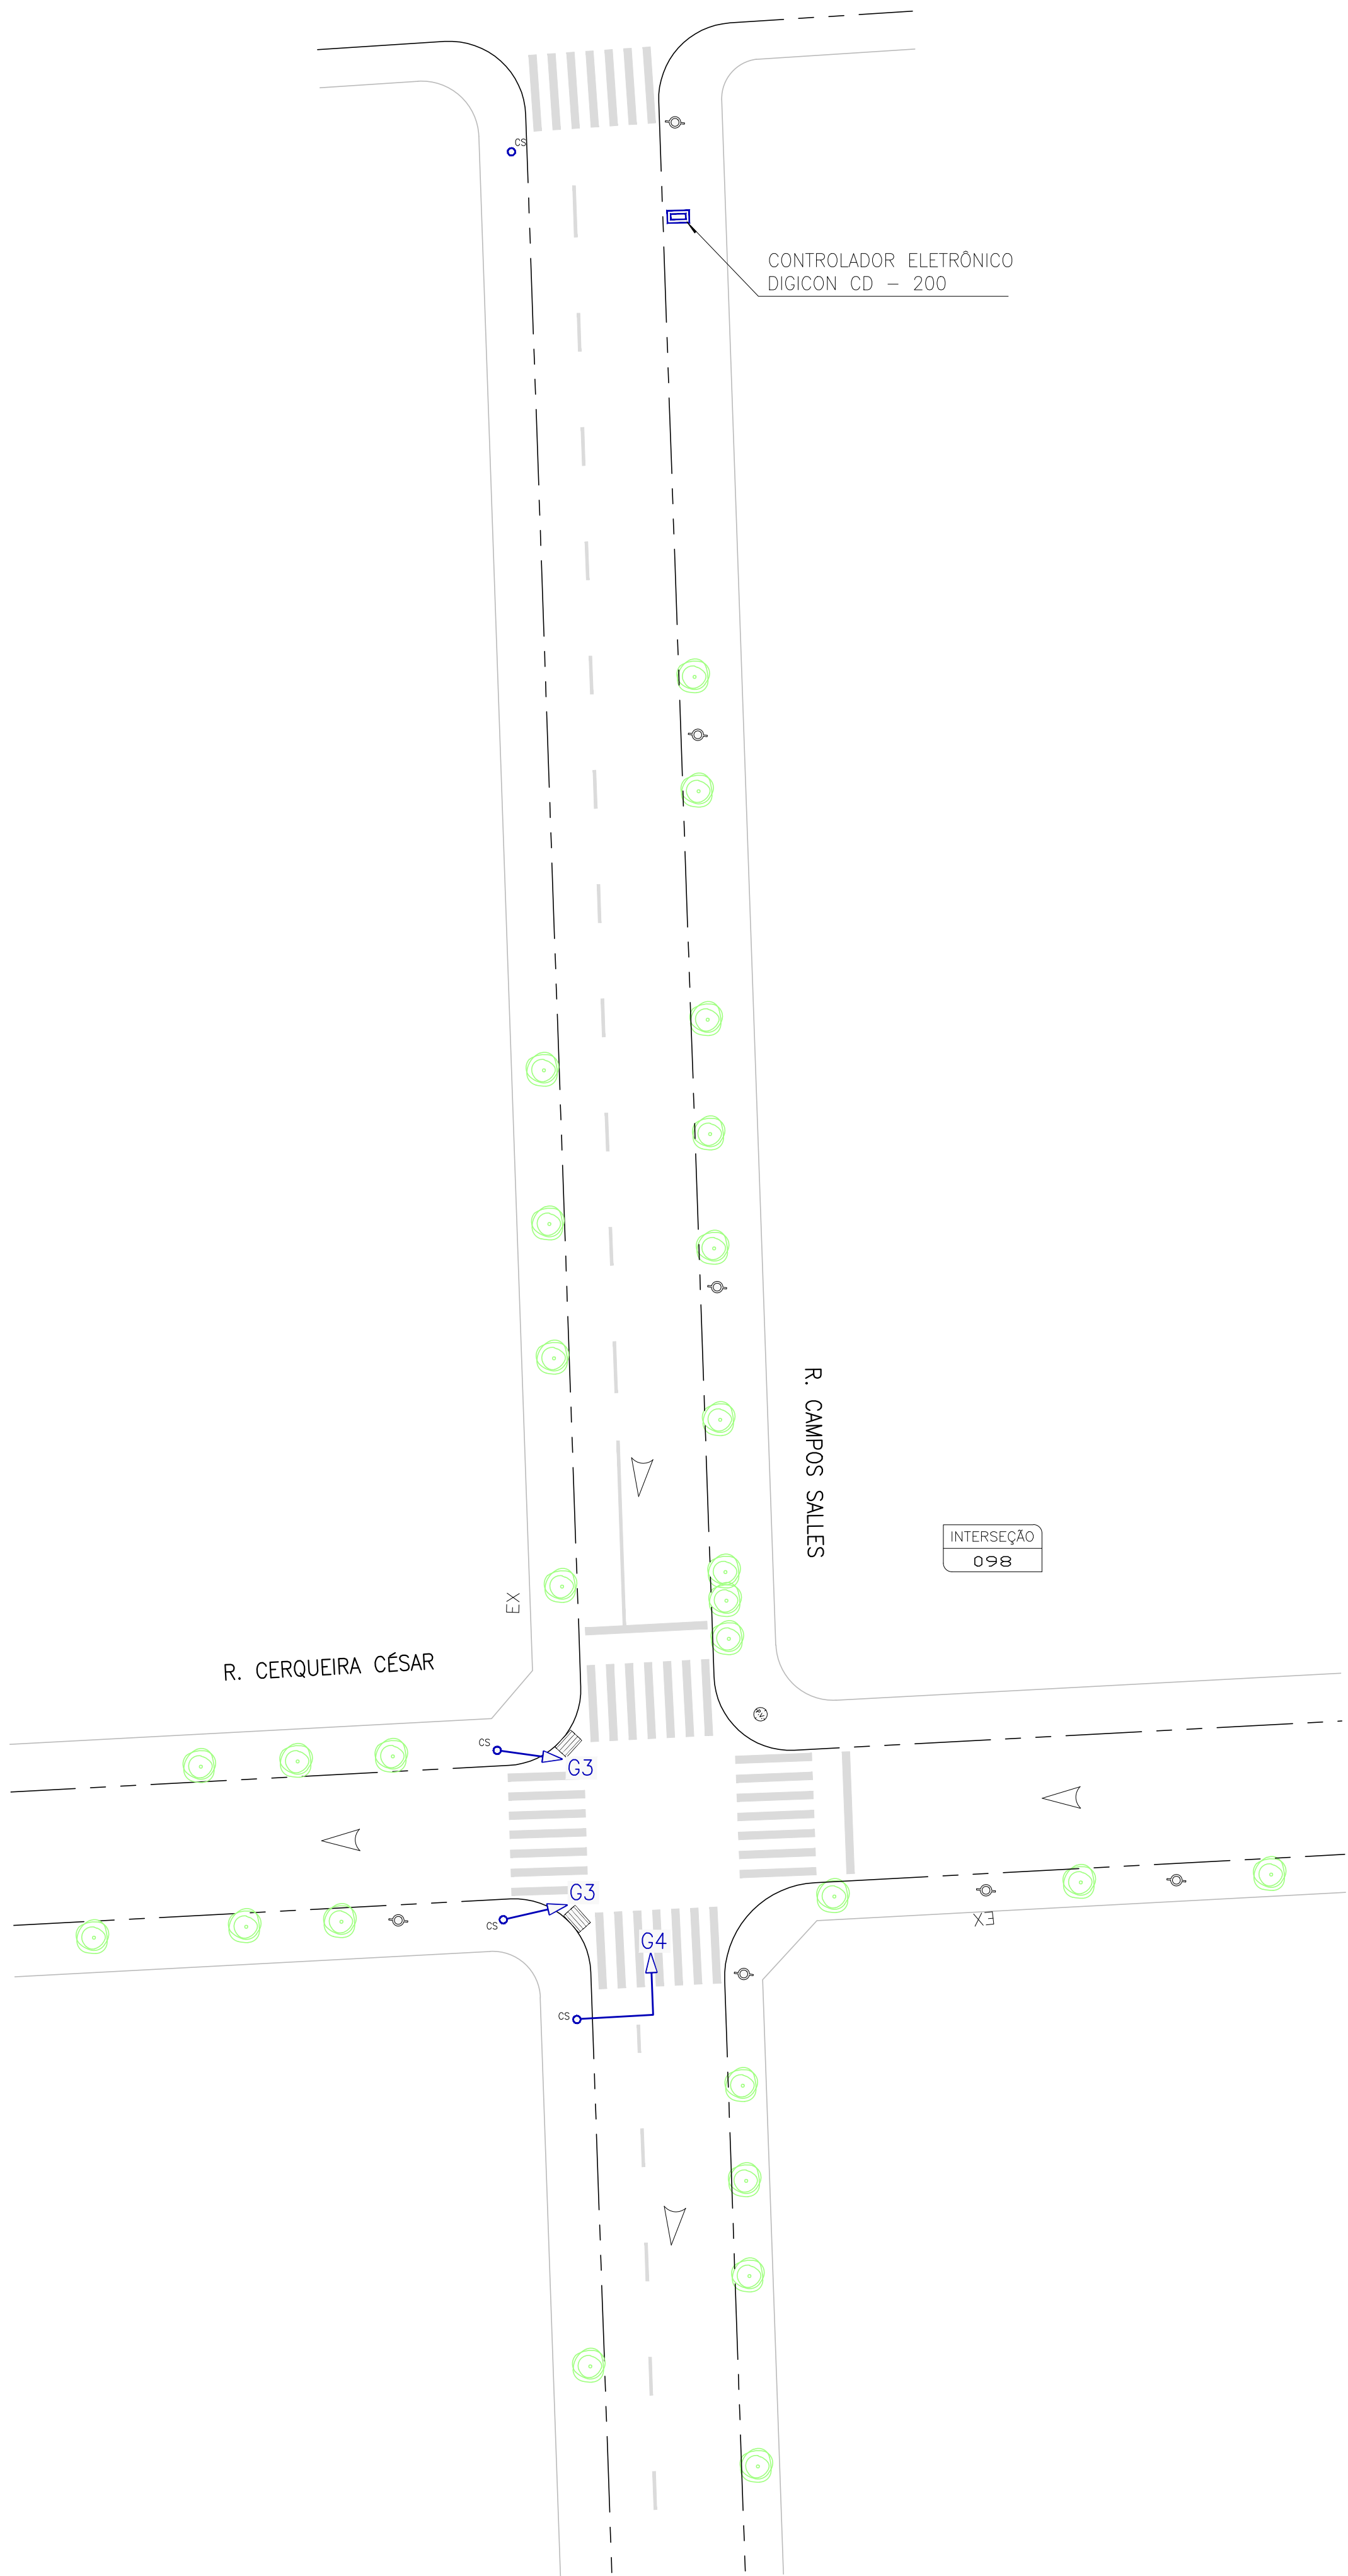 CS
CONTROLADOR ELETRÔNICO
DIGICON CD - 200
R. CAMPOS SALLES
INTERSEÇÃO
098
EX
R. CERQUEIRA CÉSAR
CS
G3
G3
CS
EX
G4
CS